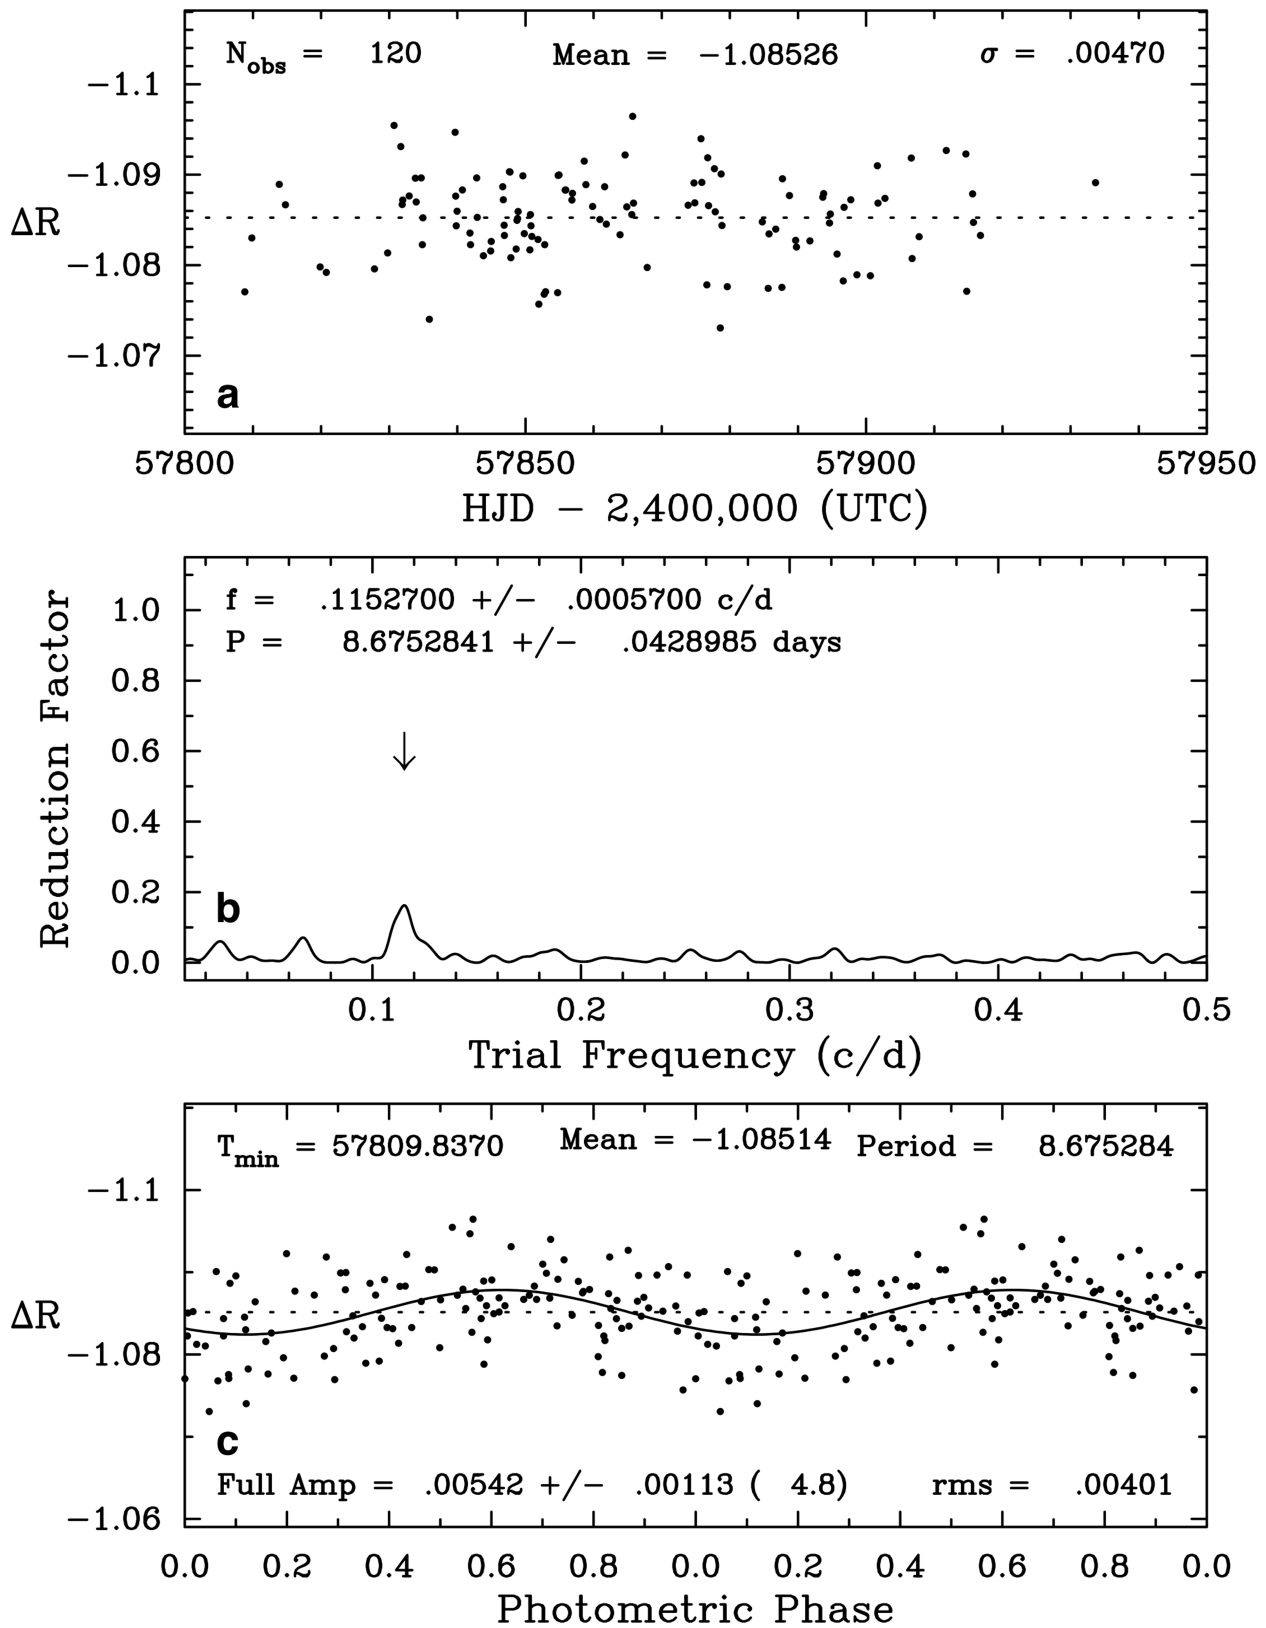 N_obs = 120 Mean = −1.08526 σ = .00470
−1.1
−1.09
ΔR
−1.08
−1.07
a
57800 57850 57900 57950
HJD − 2,400,000 (UTC)
f = .1152700 +/− .0005700 c/d
P = 8.6752841 +/− .0428985 days
Reduction Factor
1.0
0.8
0.6
0.4
0.2
0.0
b
0.1 0.2 0.3 0.4 0.5
Trial Frequency (c/d)
T_min = 57809.8370 Mean = −1.08514 Period = 8.675284
−1.1
ΔR
−1.08
−1.06
c
Full Amp = .00542 +/− .00113 ( 4.8) rms = .00401
0.0 0.2 0.4 0.6 0.8 0.0 0.2 0.4 0.6 0.8 0.0
Photometric Phase